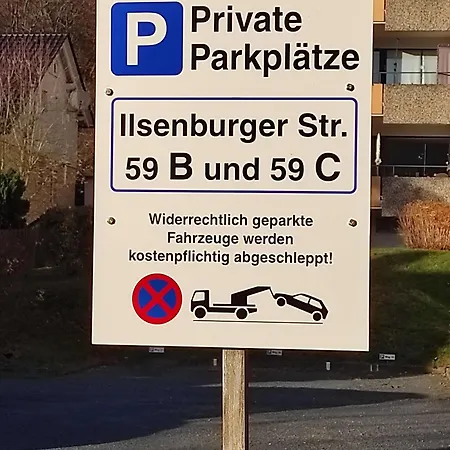 P Private
Parkplätze
Ilsenburger Str.
59 B und 59 C
Widerrechtlich geparkte
Fahrzeuge werden
kostenpflichtig abgeschleppt!